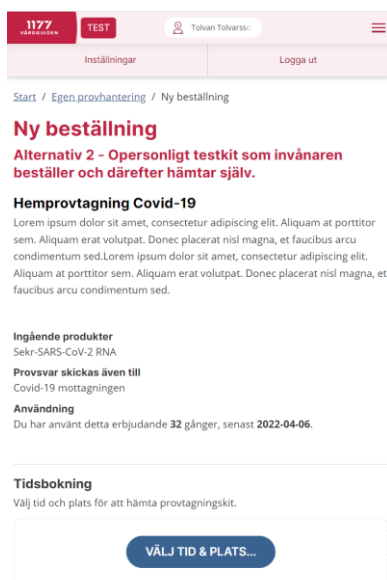 1177
VÅRDGUIDEN
TEST
Tolvan Tolvarsso
Inställningar
Logga ut
Start / Egen provhantering / Ny beställning
Ny beställning
Alternativ 2 - Opersonligt testkit som invånaren
beställer och därefter hämtar själv.
Hemprovtagning Covid-19
Lorem ipsum dolor sit amet, consectetur adipiscing elit. Aliquam at porttitor
sem. Aliquam erat volutpat. Donec placerat nisl magna, et faucibus arcu
condimentum sed.Lorem ipsum dolor sit amet, consectetur adipiscing elit.
Aliquam at porttitor sem. Aliquam erat volutpat. Donec placerat nisl magna, et
faucibus arcu condimentum sed.
Ingående produkter
Sekr-SARS-CoV-2 RNA
Provsvar skickas även till
Covid-19 mottagningen
Användning
Du har använt detta erbjudande 32 gånger, senast 2022-04-06.
Tidsbokning
Välj tid och plats för att hämta provtagningskit.
VÄLJ TID & PLATS...